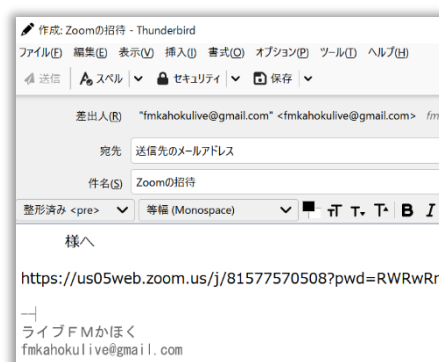 作成: Zoomの招待 - Thunderbird
ファイル(F) 編集(E) 表示(V) 挿入(I) 書式(O) オプション(P) ツール(T) ヘルプ(H)
送信 スペル セキュリティ 保存
差出人(R) "fmkahokulive@gmail.com" <fmkahokulive@gmail.com>
宛先 送信先のメールアドレス
件名(S) Zoomの招待
整形済み <pre> 等幅 (Monospace) B I
様へ
https://us05web.zoom.us/j/81577570508?pwd=RWRwRr
--
ライブFMかほく
fmkahokulive@gmail.com